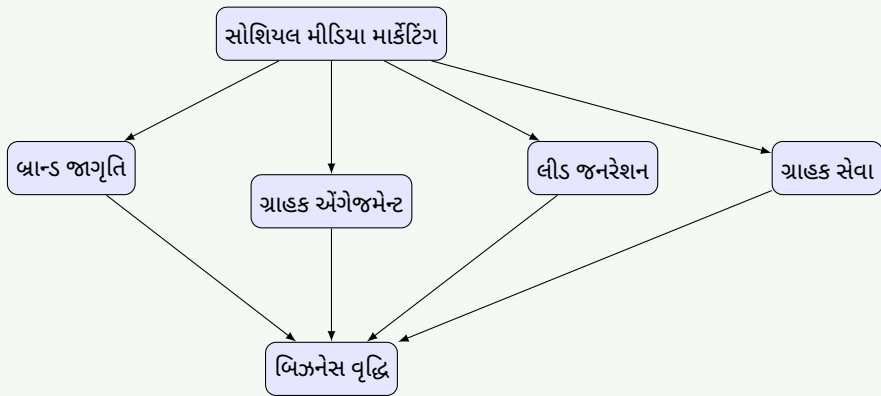 સોશિયલ મીડિયા માર્કેટિંગ
બ્રાન્ડ જાગૃતિ
ગ્રાહક એંગેજમેન્ટ
લીડ જનરેશન
ગ્રાહક સેવા
બિઝનેસ વૃદ્ધિ